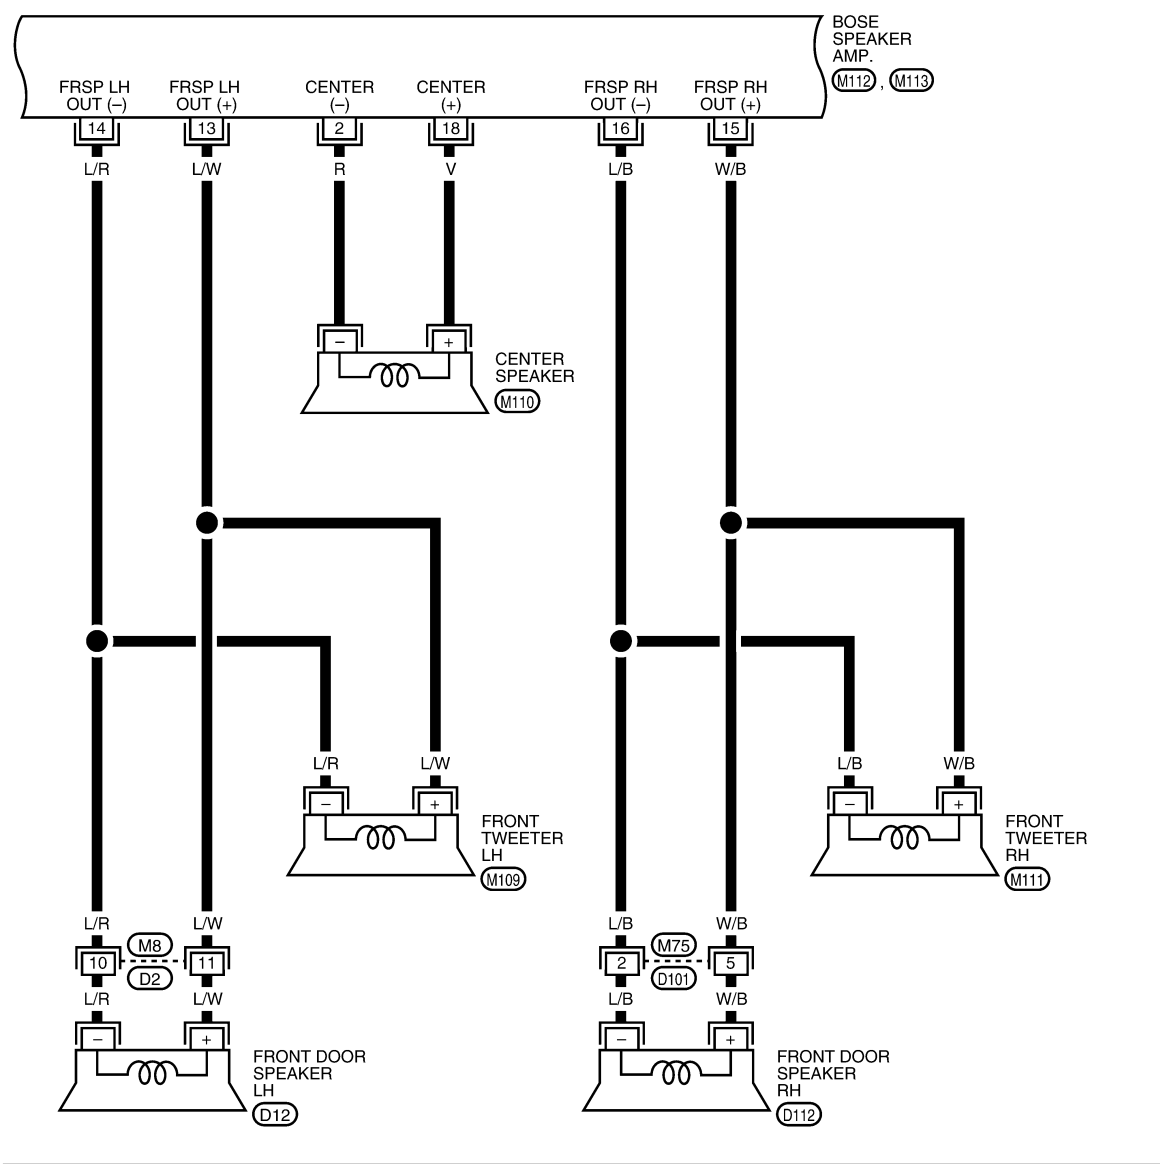 BOSE
SPEAKER
AMP.
M112 , M113
FRSP LH
OUT (–)
FRSP LH
OUT (+)
CENTER
(–)
CENTER
(+)
FRSP RH
OUT (–)
FRSP RH
OUT (+)
14 13 2 18 16 15
L/R L/W R V L/B W/B
– +
CENTER
SPEAKER
M110
L/R L/W L/B W/B
– + – +
FRONT
TWEETER
LH
M109
FRONT
TWEETER
RH
M111
L/R L/W L/B W/B
10 M8 11 2 M75 5
D2 D101
L/R L/W L/B W/B
– + – +
FRONT DOOR
SPEAKER
LH
D12
FRONT DOOR
SPEAKER
RH
D112